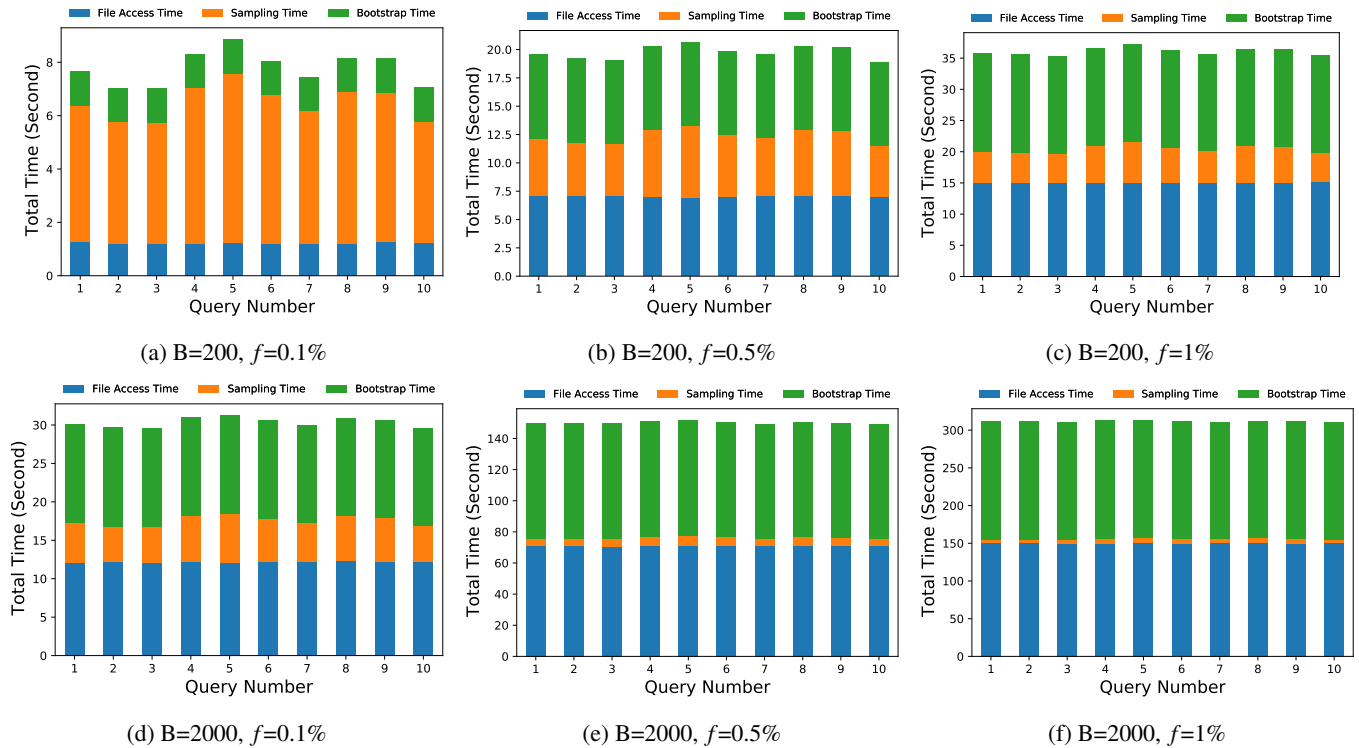 File Access Time Sampling Time Bootstrap Time
File Access Time Sampling Time Bootstrap Time
File Access Time Sampling Time Bootstrap Time
Total Time (Second)
8
6
4
2
0
1 2 3 4 5 6 7 8 9 10
Query Number
Total Time (Second)
20.0
17.5
15.0
12.5
10.0
7.5
5.0
2.5
0.0
1 2 3 4 5 6 7 8 9 10
Query Number
Total Time (Second)
35
30
25
20
15
10
5
0
1 2 3 4 5 6 7 8 9 10
Query Number
(a) B=200, f=0.1%
(b) B=200, f=0.5%
(c) B=200, f=1%
File Access Time Sampling Time Bootstrap Time
File Access Time Sampling Time Bootstrap Time
File Access Time Sampling Time Bootstrap Time
Total Time (Second)
30
25
20
15
10
5
0
1 2 3 4 5 6 7 8 9 10
Query Number
Total Time (Second)
140
120
100
80
60
40
20
0
1 2 3 4 5 6 7 8 9 10
Query Number
Total Time (Second)
300
250
200
150
100
50
0
1 2 3 4 5 6 7 8 9 10
Query Number
(d) B=2000, f=0.1%
(e) B=2000, f=0.5%
(f) B=2000, f=1%